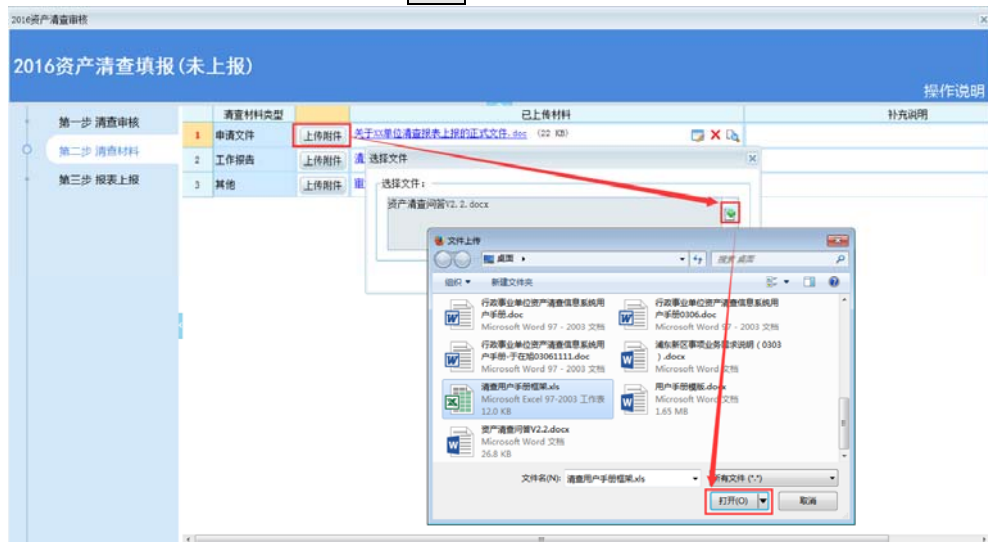 2016资产清查审核
2016资产清查填报(未上报)
操作说明
第一步 清查审核
第二步 清查材料
第三步 报表上报
清查材料类型 已上传材料 补充说明
1 申请文件 上传附件 关于XX单位清查报表上报的正式文件.doc (22 KB)
2 工作报告 上传附件 清
3 其他 上传附件
选择文件
选择文件:
资产清查问答V2.2.docx
文件上传
桌面
搜索 桌面
组织 新建文件夹
行政事业单位资产清查信息系统用
户手册.doc
Microsoft Word 97 - 2003 文档
行政事业单位资产清查信息系统用
户手册0306.doc
Microsoft Word 97 - 2003 文档
行政事业单位资产清查信息系统用
户手册-于在旭03061111.doc
Microsoft Word 97 - 2003 文档
浦东新区事项业务需求说明(0303
).docx
Microsoft Word 文档
清查用户手册框架.xls
Microsoft Excel 97-2003 工作表
12.0 KB
用户手册模板.docx
Microsoft Word 文档
1.65 MB
资产清查问答V2.2.docx
Microsoft Word 文档
26.8 KB
文件名(N): 清查用户手册框架.xls 所有文件 (*.*)
打开(O) 取消